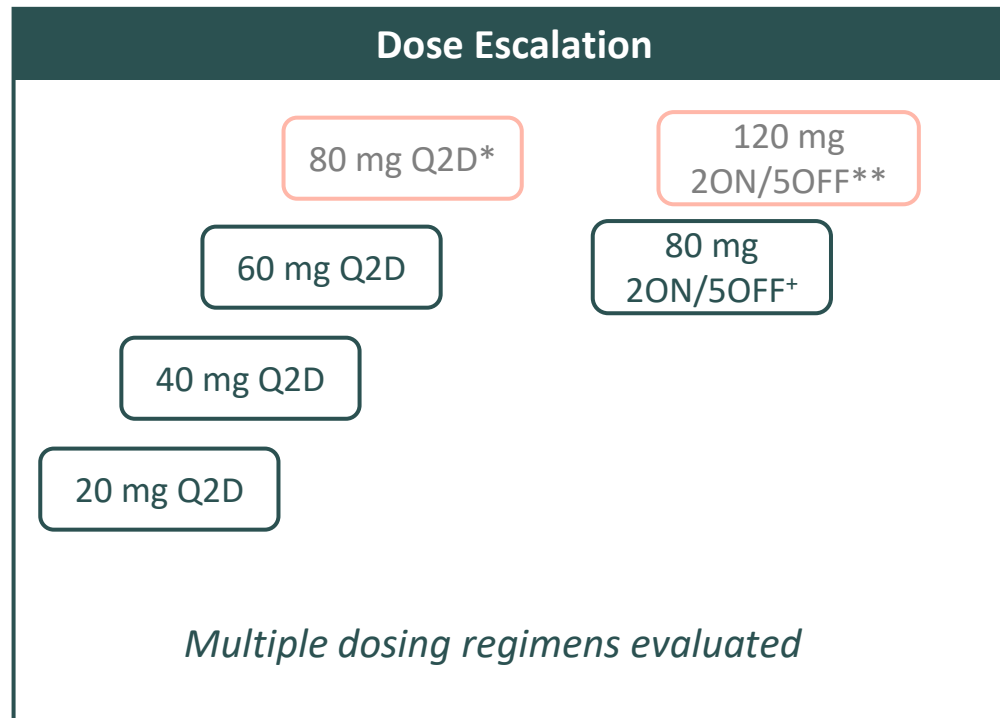 Dose Escalation
80 mg Q2D*
120 mg
2ON/5OFF**
60 mg Q2D
80 mg
2ON/5OFF⁺
40 mg Q2D
20 mg Q2D
Multiple dosing regimens evaluated